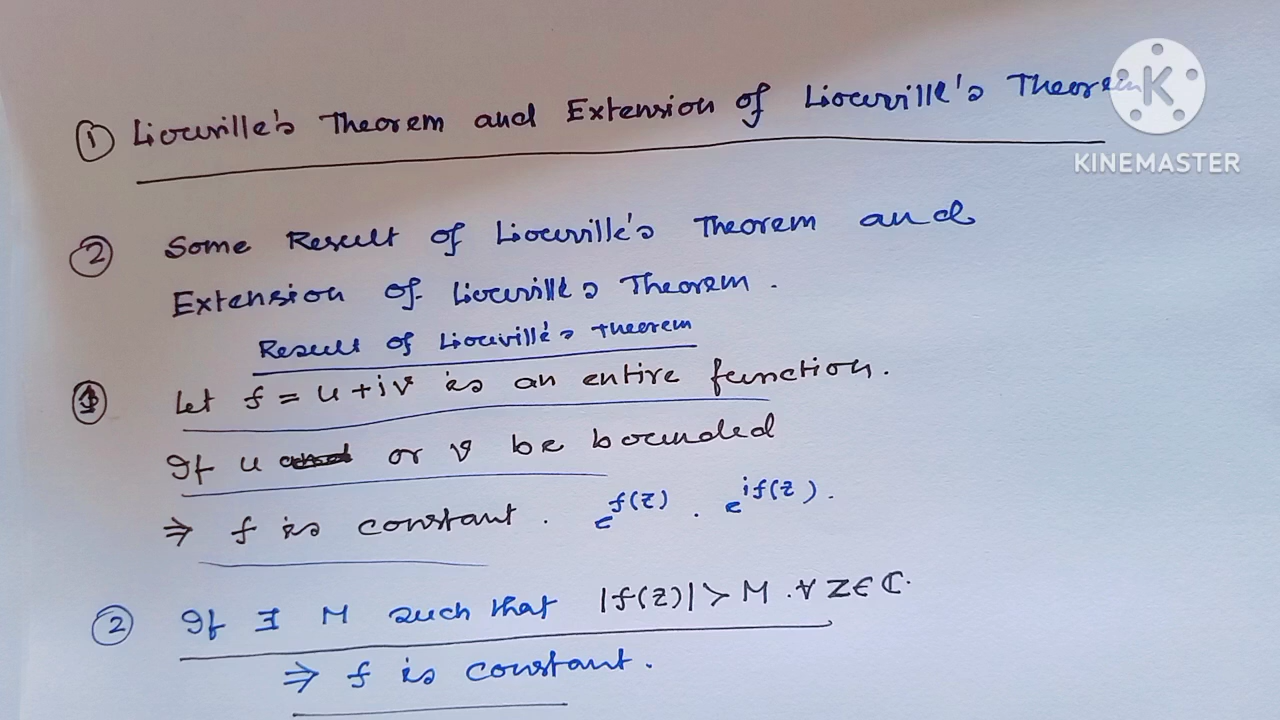 ① Liouville's Theorem and Extension of Liouville's Theorem
KINEMASTER
② Some Result of Liouville's Theorem and
Extension of Liouville's Theorem.
Result of Liouville's theorem
① Let f = u + iv is an entire function.
If u or v be bounded
⇒ f is constant. e^f(z). e^if(z).
② If ∃ M such that |f(z)| > M. ∀ z ∈ ℂ.
⇒ f is constant.